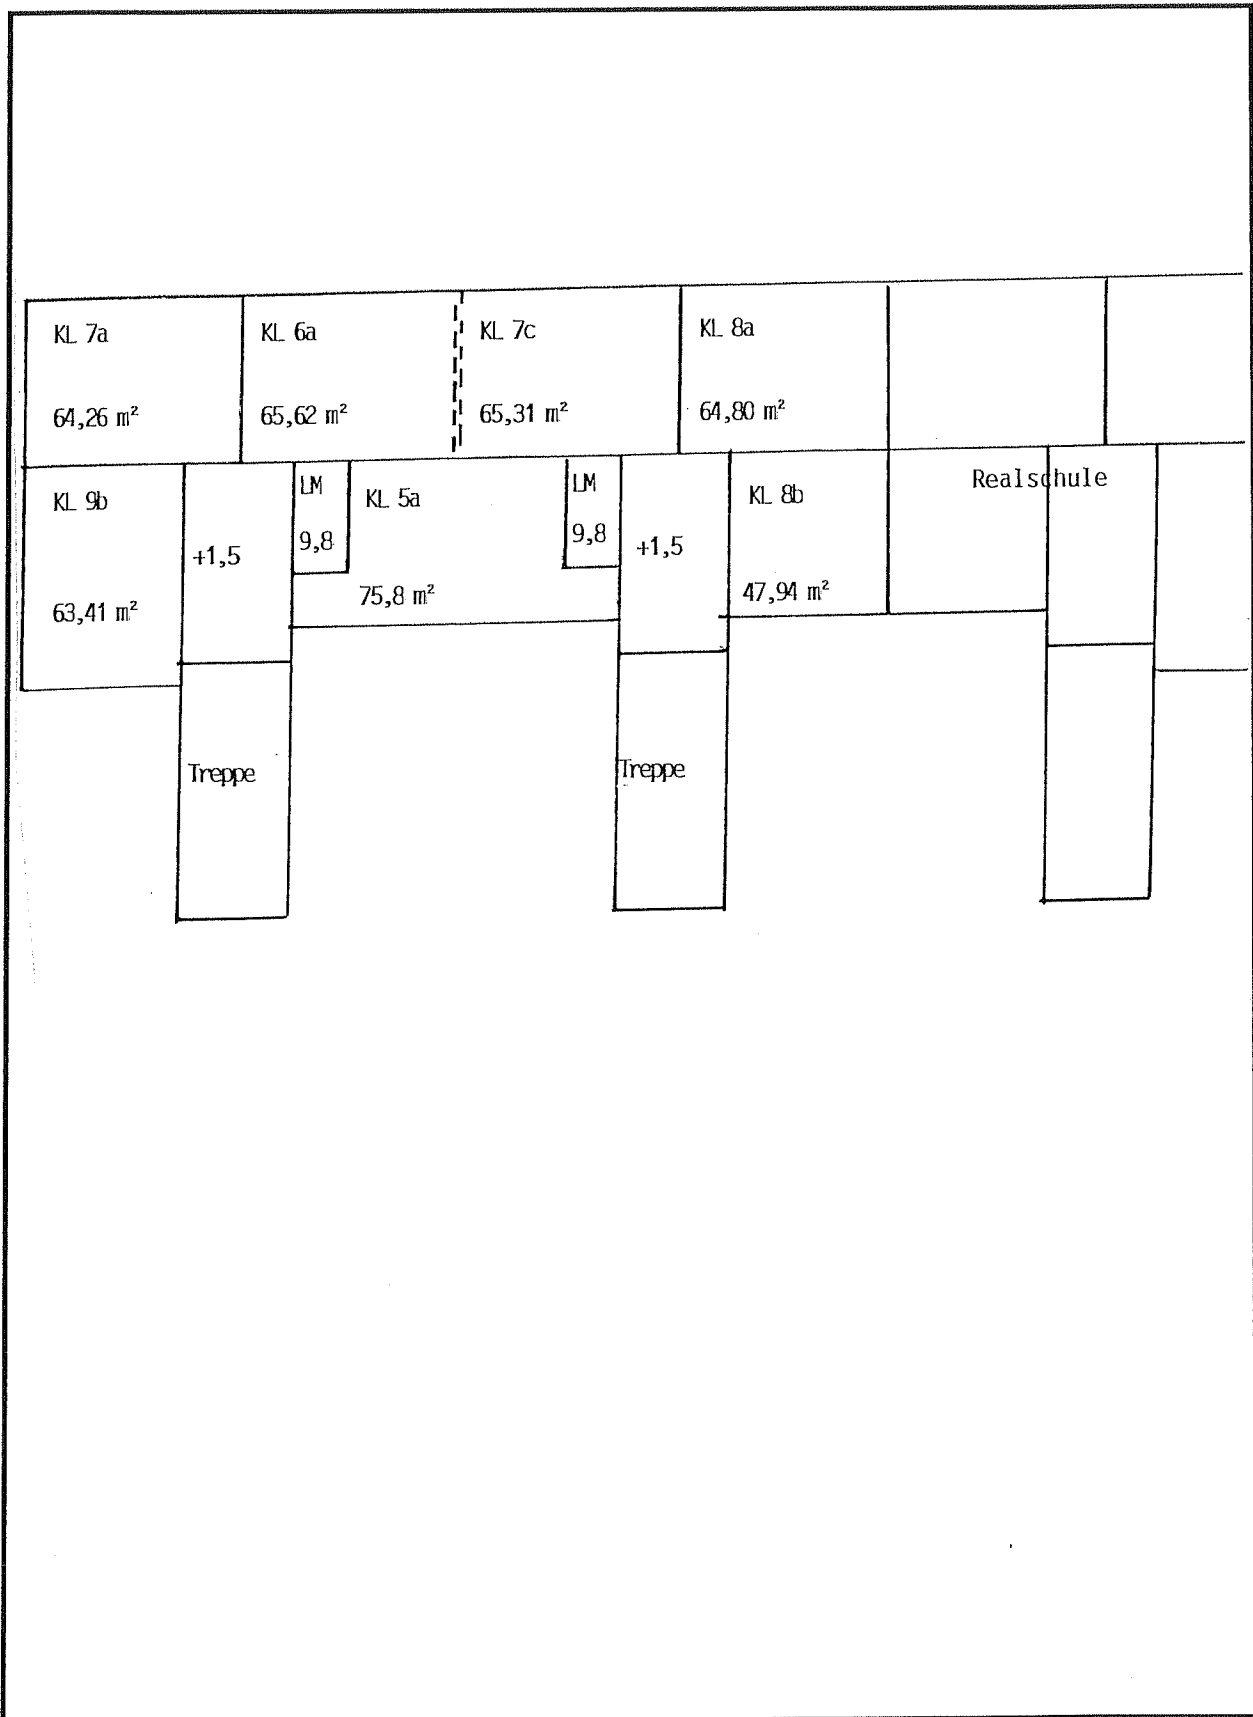 KL 7a
64,26 m²
KL 6a
65,62 m²
KL 7c
65,31 m²
KL 8a
64,80 m²
KL 9b
63,41 m²
+1,5
LM
9,8
KL 5a
75,8 m²
LM
9,8
+1,5
KL 8b
47,94 m²
Realschule
Treppe
Treppe